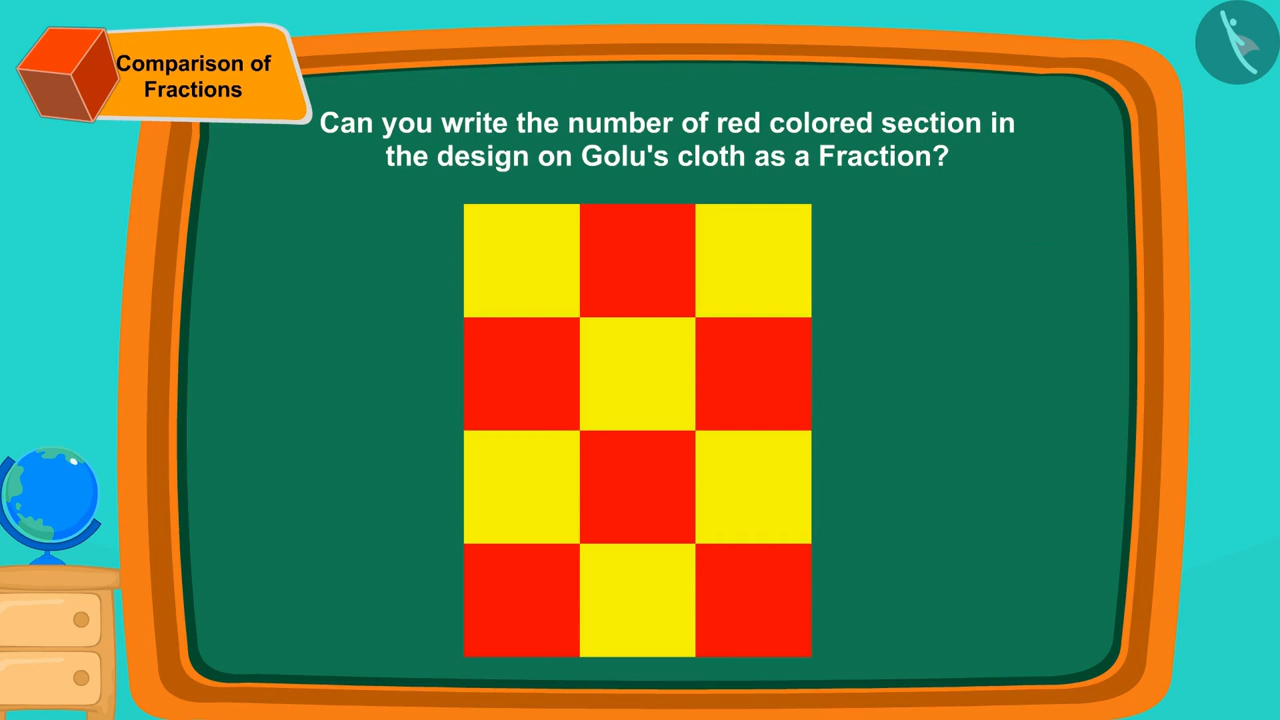 Comparison of
Fractions
Can you write the number of red colored section in
the design on Golu's cloth as a Fraction?